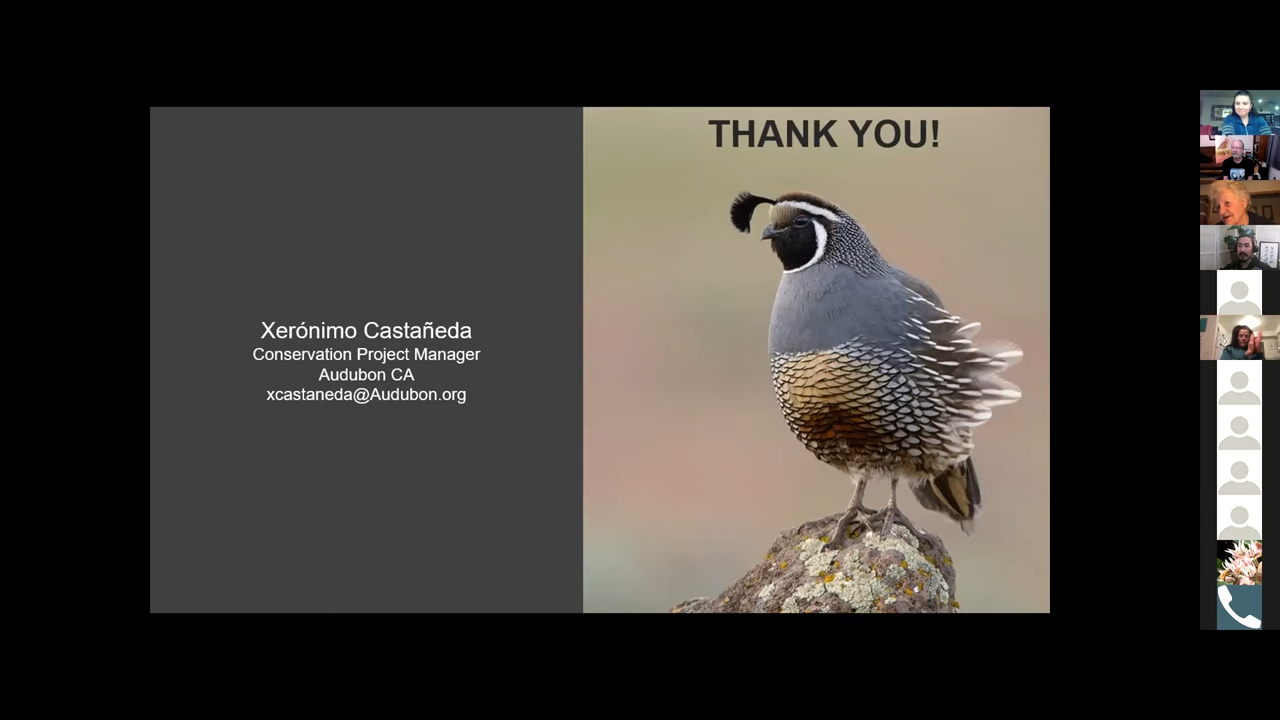 THANK YOU!
Xerónimo Castañeda
Conservation Project Manager
Audubon CA
xcastaneda@Audubon.org